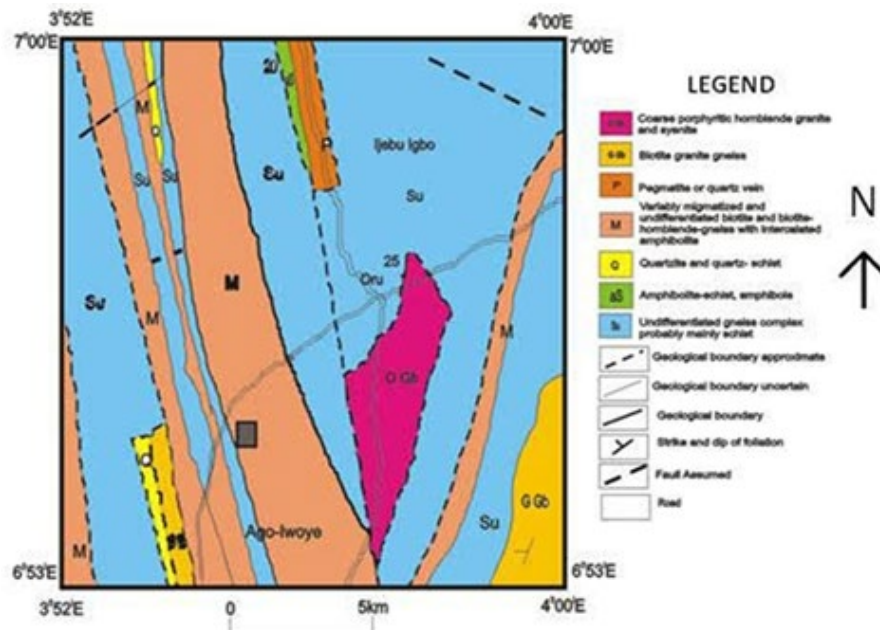 3°52'E
4°00'E
7°00'E
7°00'E
LEGEND
Coarse porphyritic hornblende granite
and syenite
Biotite granite gneiss
P
Pegmatite or quartz vein
M
Variably migmatized and
undifferentiated biotite and biotite-
hornblende-gneiss with Intercalated
amphibolite
Quartzite and quartz- schist
Amphibolite-schist, amphibole
Undifferentiated gneiss complex
probably mainly schist
Geological boundary approximate
Geological boundary uncertain
Geological boundary
Strike and dip of foliation
Fault Assumed
Road
N
M
P
Ijebu Igbo
Su
Su
Su
Su
Su
25
Oru
M
M
M
O Gb
Ago-Iwoye
Su
G Gb
M
6°53'E
6°53'E
3°52'E
0
5km
4°00'E